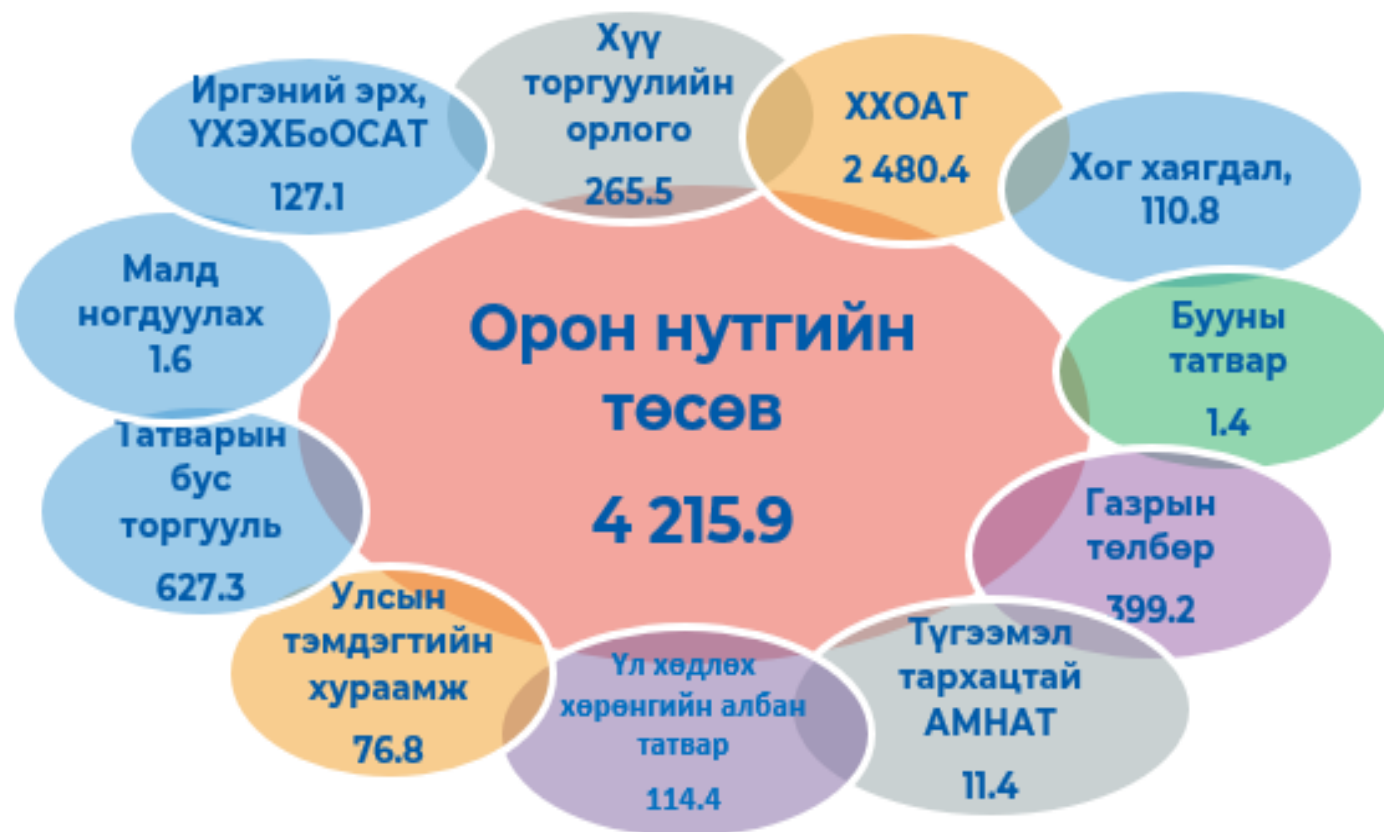 Хүү
торгуулийн
орлого
265.5
ХХОАТ
2 480.4
Хог хаягдал,
110.8
Бууны
татвар
1.4
Газрын
төлбөр
399.2
Түгээмэл
тархацтай
АМНАТ
11.4
Үл хөдлөх
хөрөнгийн албан
татвар
114.4
Улсын
тэмдэгтийн
хураамж
76.8
Татварын
бус
торгууль
627.3
Малд
ногдуулах
1.6
Иргэний эрх,
ҮХЭХБоОСАТ
127.1
Орон нутгийн
төсөв
4 215.9